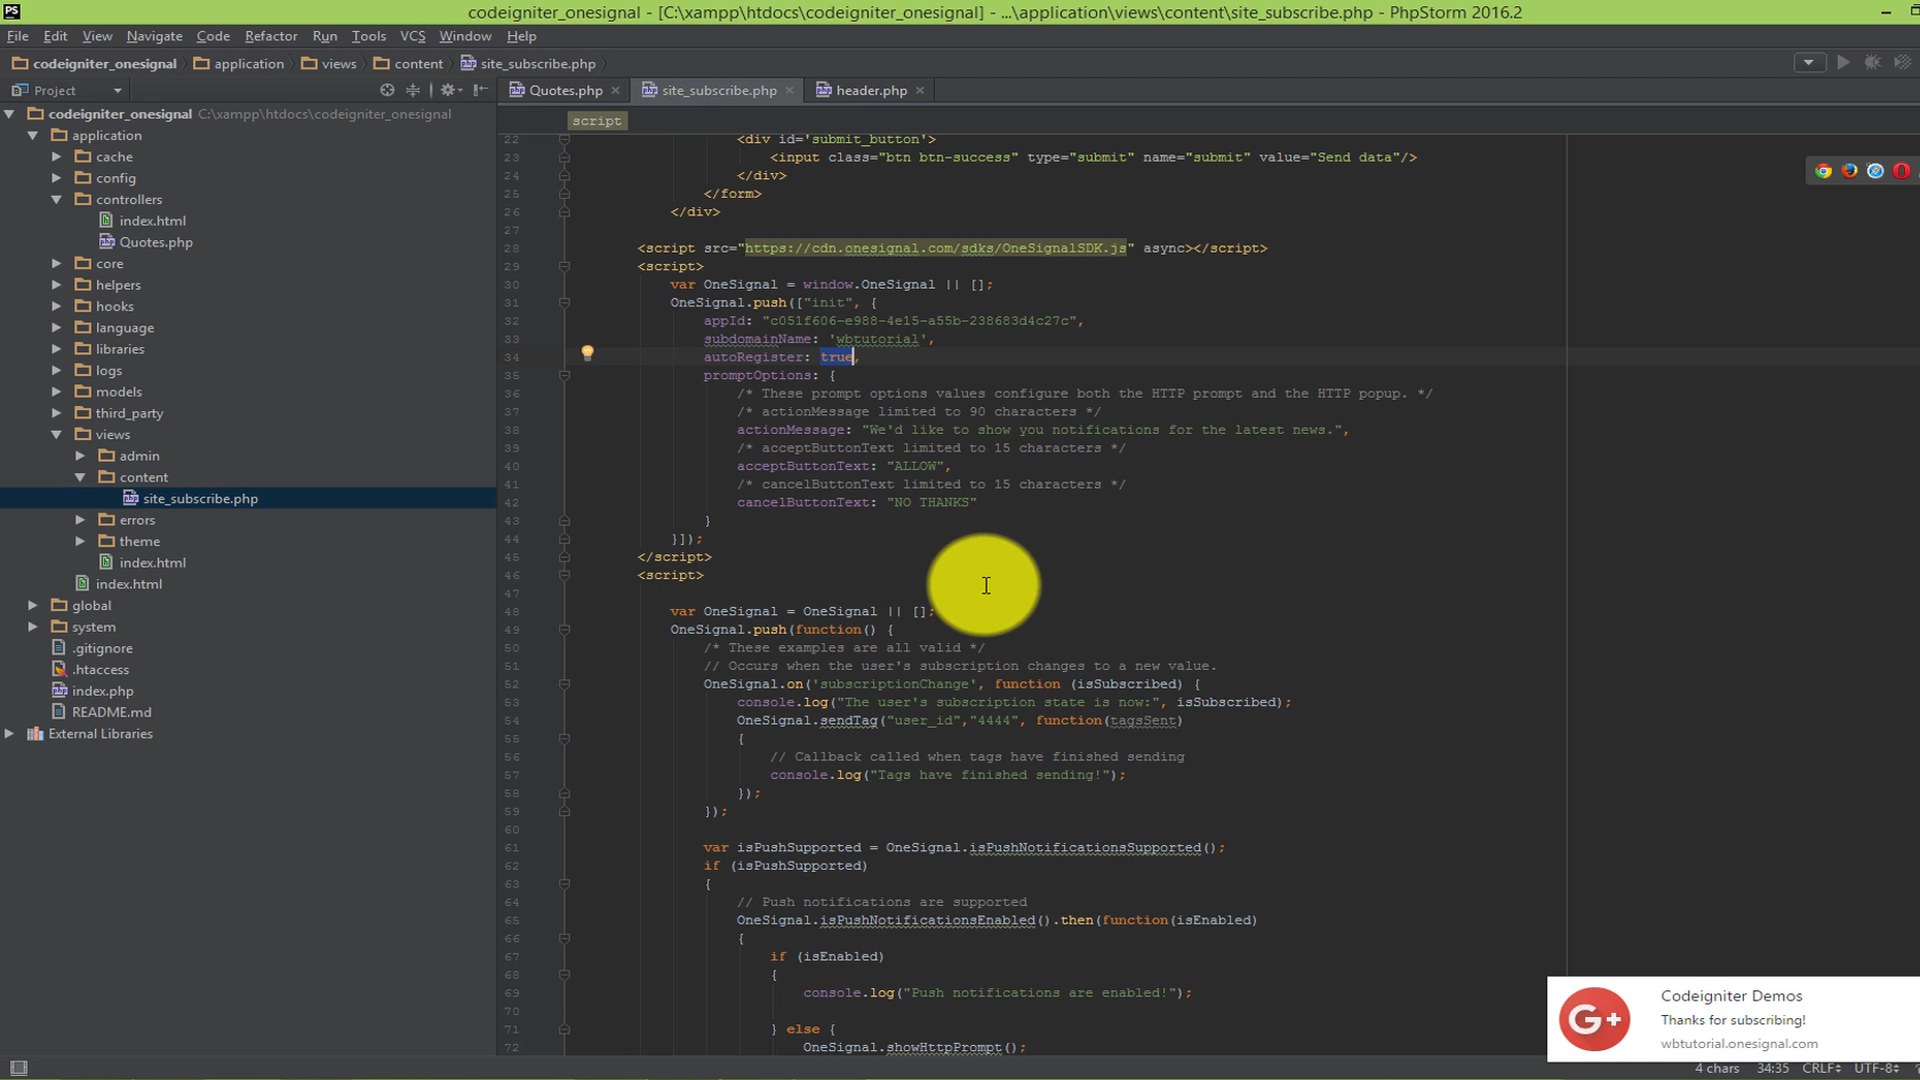 PS
codeigniter_onesignal - [C:\xampp\htdocs\codeigniter_onesignal] - ...\application\views\content\site_subscribe.php - PhpStorm 2016.2
File Edit View Navigate Code Refactor Run Tools VCS Window Help
codeigniter_onesignal application views content site_subscribe.php
Project
Quotes.php site_subscribe.php header.php
codeigniter_onesignal C:\xampp\htdocs\codeigniter_onesignal
application
cache
config
controllers
index.html
Quotes.php
core
helpers
hooks
language
libraries
logs
models
third_party
views
admin
content
site_subscribe.php
errors
theme
index.html
index.html
global
system
.gitignore
.htaccess
index.php
README.md
External Libraries
script
22 <div id='submit_button'>
23 <input class="btn btn-success" type="submit" name="submit" value="Send data"/>
24 </div>
25 </form>
26 </div>
27
28 <script src="https://cdn.onesignal.com/sdks/OneSignalSDK.js" async></script>
29 <script>
30 var OneSignal = window.OneSignal || [];
31 OneSignal.push(["init", {
32 appId: "c051f606-e988-4e15-a55b-238683d4c27c",
33 subdomainName: 'wbtutorial',
34 autoRegister: true,
35 promptOptions: {
36 /* These prompt options values configure both the HTTP prompt and the HTTP popup. */
37 /* actionMessage limited to 90 characters */
38 actionMessage: "We'd like to show you notifications for the latest news.",
39 /* acceptButtonText limited to 15 characters */
40 acceptButtonText: "ALLOW",
41 /* cancelButtonText limited to 15 characters */
42 cancelButtonText: "NO THANKS"
43 }
44 }]);
45 </script>
46 <script>
47
48 var OneSignal = OneSignal || [];
49 OneSignal.push(function() {
50 /* These examples are all valid */
51 // Occurs when the user's subscription changes to a new value.
52 OneSignal.on('subscriptionChange', function (isSubscribed) {
53 console.log("The user's subscription state is now:", isSubscribed);
54 OneSignal.sendTag("user_id","4444", function(tagsSent)
55 {
56 // Callback called when tags have finished sending
57 console.log("Tags have finished sending!");
58 });
59 });
60
61 var isPushSupported = OneSignal.isPushNotificationsSupported();
62 if (isPushSupported)
63 {
64 // Push notifications are supported
65 OneSignal.isPushNotificationsEnabled().then(function(isEnabled)
66 {
67 if (isEnabled)
68 {
69 console.log("Push notifications are enabled!");
70
71 } else {
72 OneSignal.showHttpPrompt();
G+
Codeigniter Demos
Thanks for subscribing!
wbtutorial.onesignal.com
4 chars 34:35 CRLF UTF-8